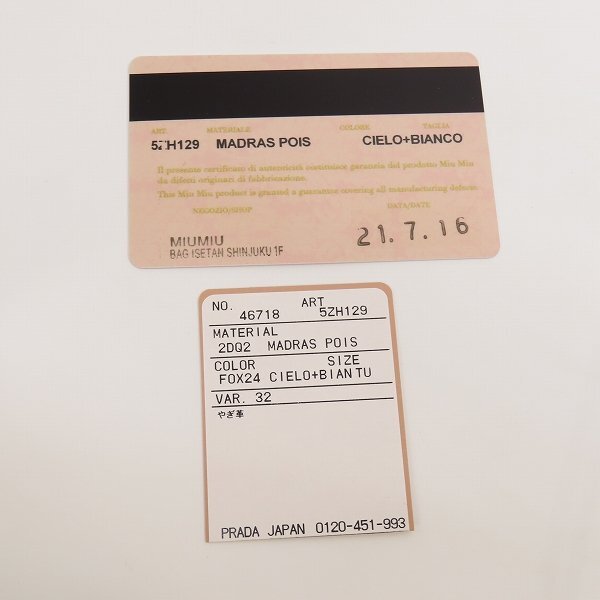 ART MATERIALE COLORE TAGLIA
5ZH129 MADRAS POIS CIELO+BIANCO
Il presente certificato di autenticità costituisce garanzia del prodotto Miu Miu
da difetti originari di fabbricazione.
This Miu Miu product is granted a guarantee covering all manufacturing defects.
NEGOZIO/SHOP DATA/DATE
MIUMIU
BAG ISETAN SHINJUKU 1F
21.7.16
NO. ART
46718 5ZH129
MATERIAL
2DQ2 MADRAS POIS
COLOR SIZE
F0X24 CIELO+BIAN TU
VAR. 32
やぎ革
PRADA JAPAN 0120-451-993